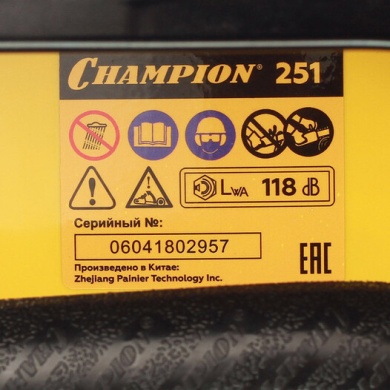 CHAMPION® 251
LWA 118 dB
Серийный №:
06041802957
EAC
Произведено в Китае:
Zhejiang Painier Technology Inc.